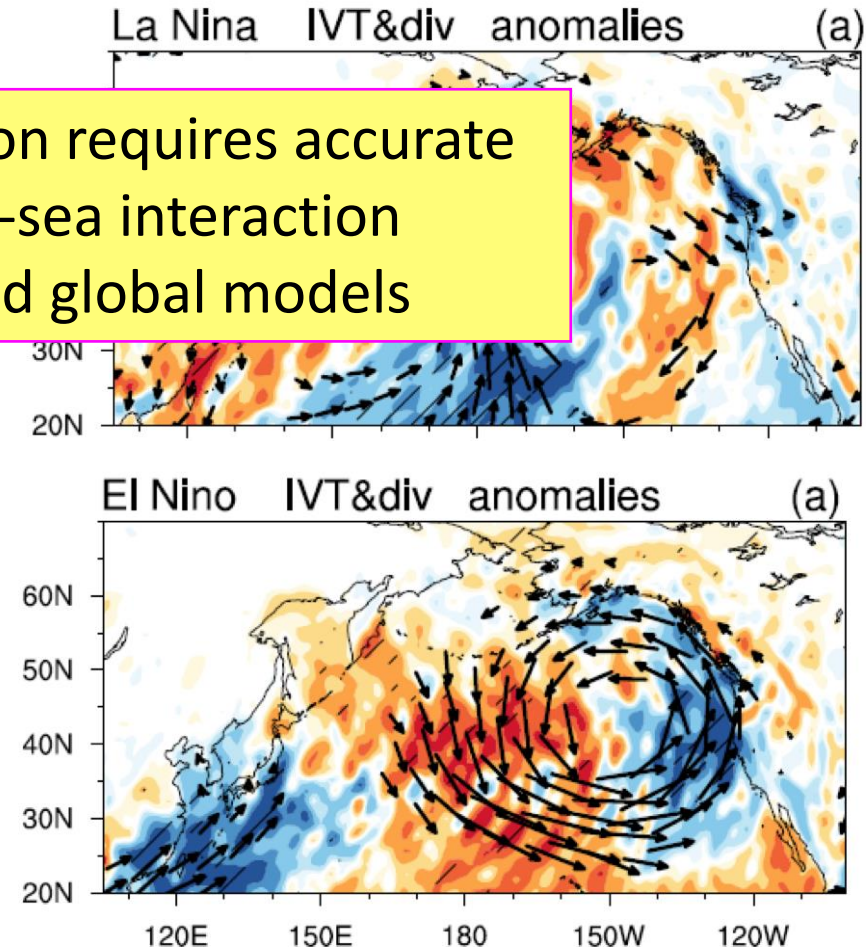 La Nina IVT&div anomalies (a)
on requires accurate
-sea interaction
d global models
30N
20N
El Nino IVT&div anomalies (a)
60N
50N
40N
30N
20N
120E 150E 180 150W 120W